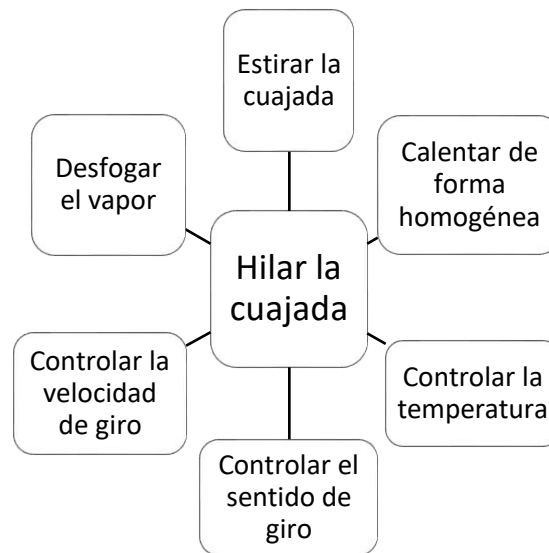 Estirar la
cuajada
Calentar de
forma
homogénea
Controlar la
temperatura
Controlar el
sentido de
giro
Controlar la
velocidad
de giro
Desfogar
el vapor
Hilar la
cuajada